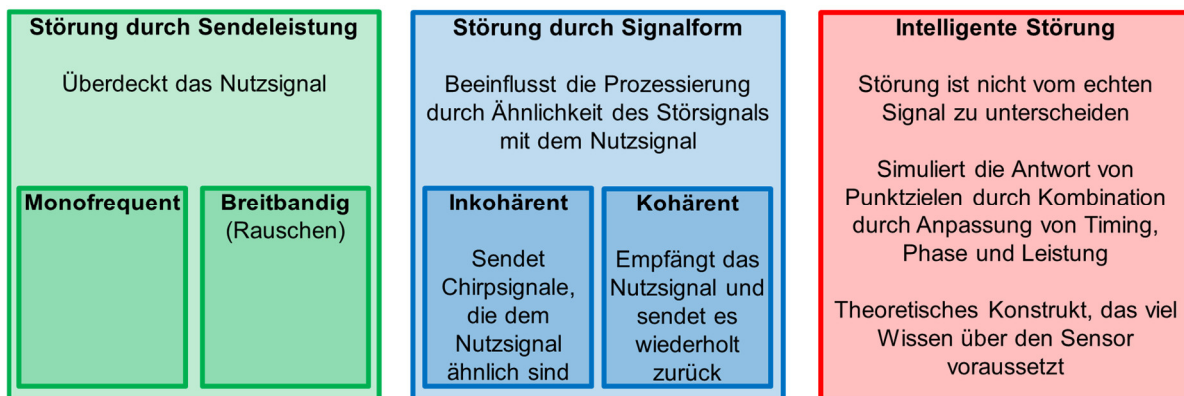 Störung durch Sendeleistung
Überdeckt das Nutzsignal
Monofrequent
Breitbandig
(Rauschen)
Störung durch Signalform
Beeinflusst die Prozessierung
durch Ähnlichkeit des Störsignals
mit dem Nutzsignal
Inkohärent
Sendet
Chirpsignale,
die dem
Nutzsignal
ähnlich sind
Kohärent
Empfängt das
Nutzsignal und
sendet es
wiederholt
zurück
Intelligente Störung
Störung ist nicht vom echten
Signal zu unterscheiden
Simuliert die Antwort von
Punktzielen durch Kombination
durch Anpassung von Timing,
Phase und Leistung
Theoretisches Konstrukt, das viel
Wissen über den Sensor
voraussetzt